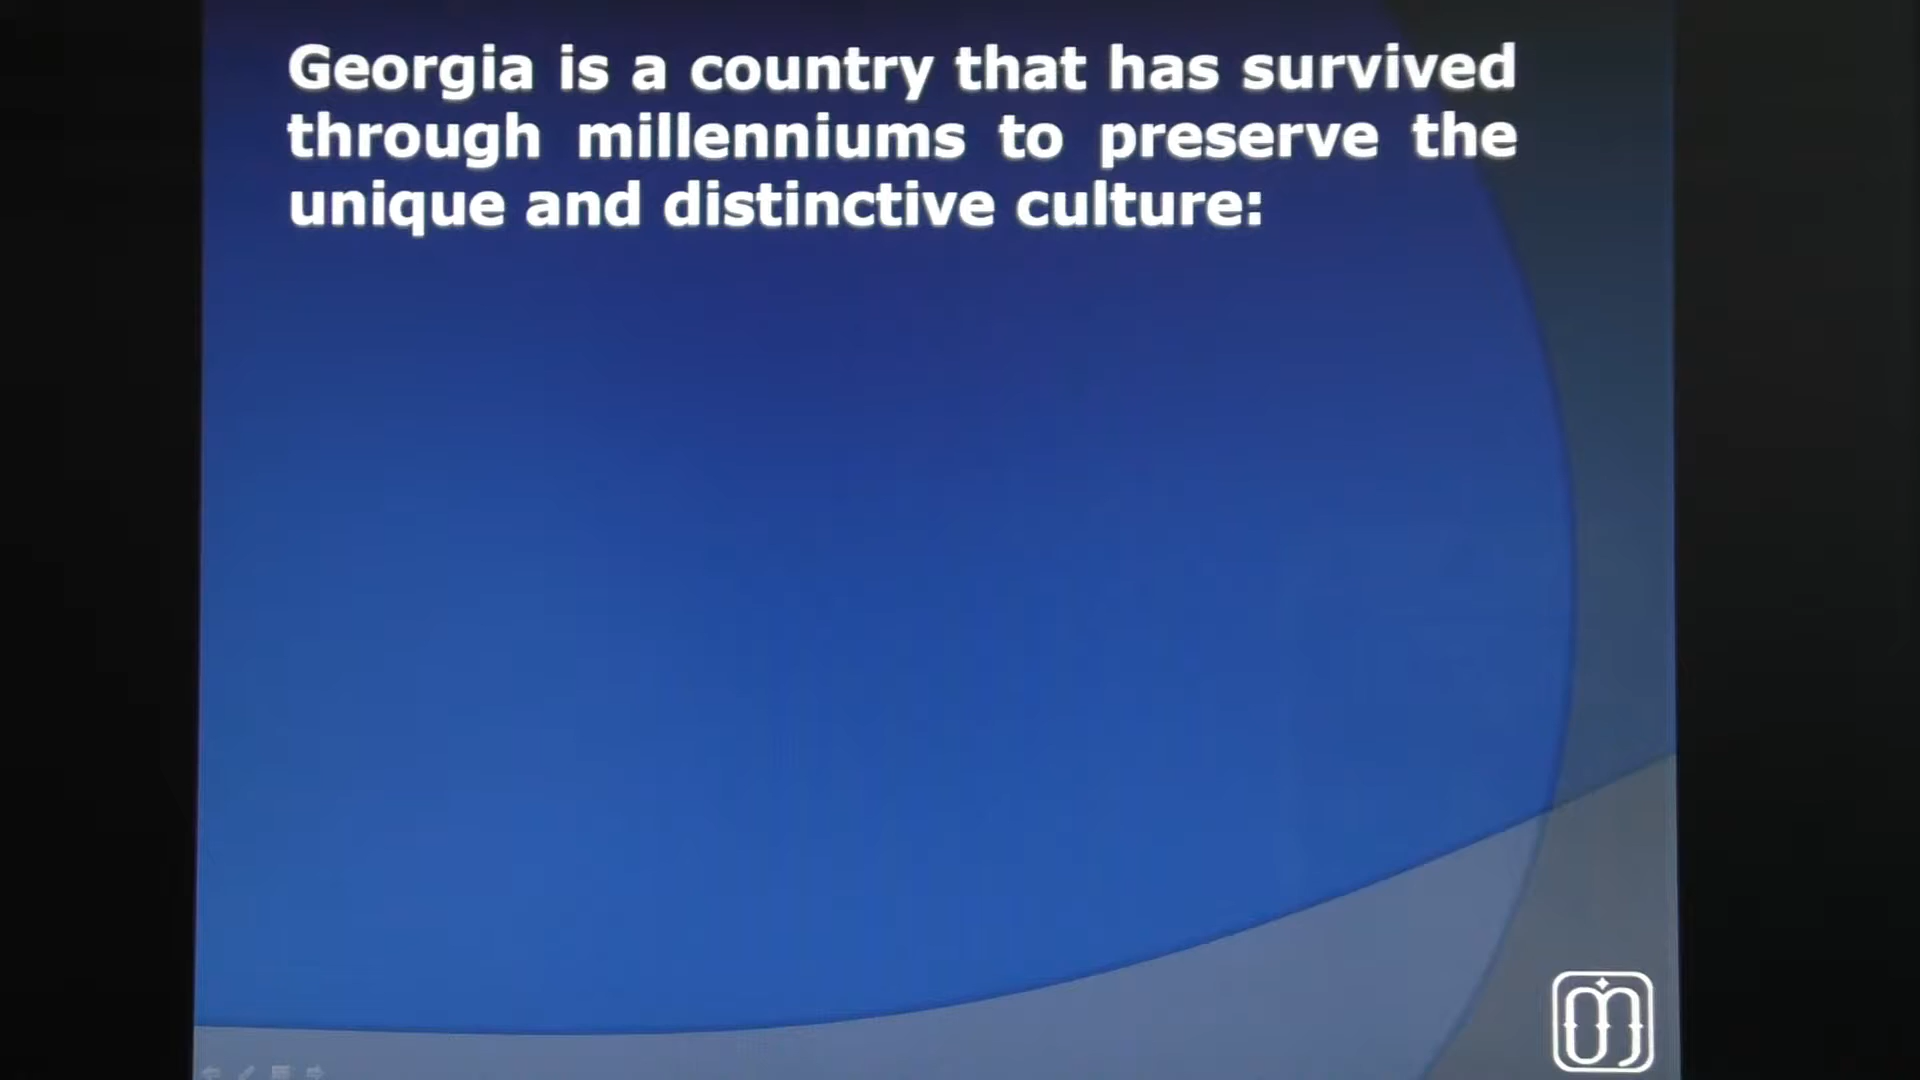 Georgia is a country that has survived
through millenniums to preserve the
unique and distinctive culture: